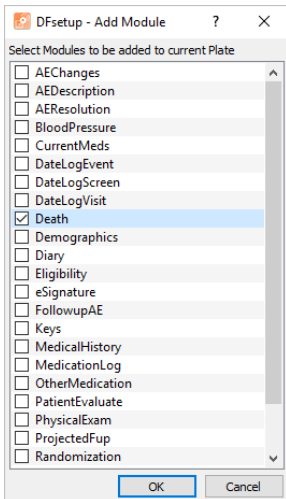 DFsetup - Add Module ? ×
Select Modules to be added to current Plate
AEChanges
AEDescription
AEResolution
BloodPressure
CurrentMeds
DateLogEvent
DateLogScreen
DateLogVisit
Death
Demographics
Diary
Eligibility
eSignature
FollowupAE
Keys
MedicalHistory
MedicationLog
OtherMedication
PatientEvaluate
PhysicalExam
ProjectedFup
Randomization
OK Cancel